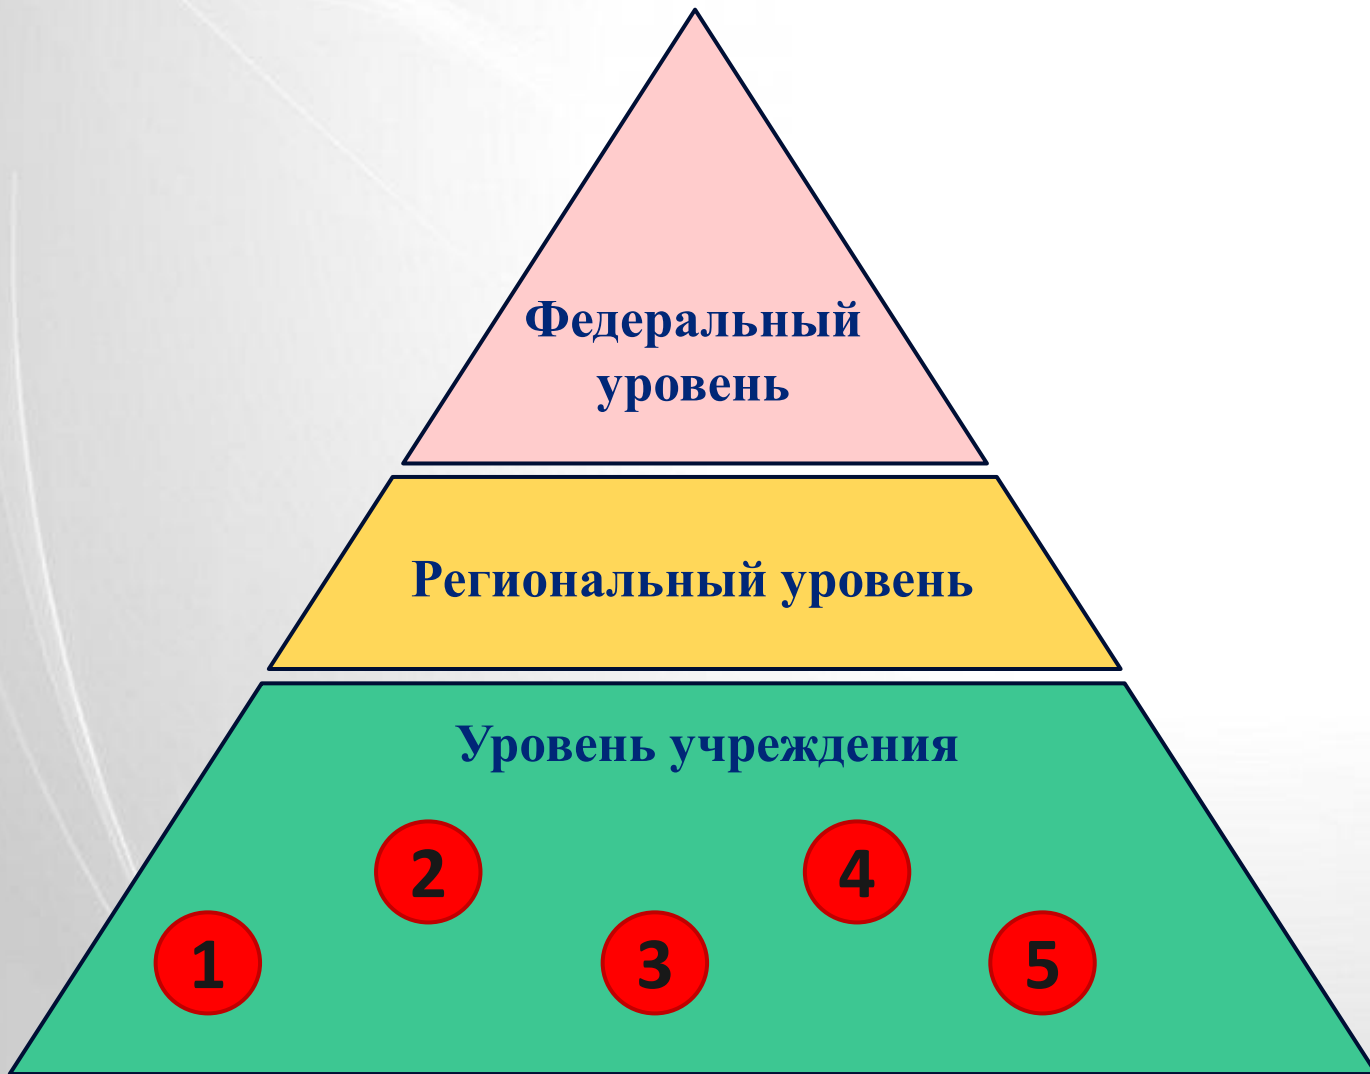 Федеральный
уровень
Региональный уровень
Уровень учреждения
2
4
1
3
5